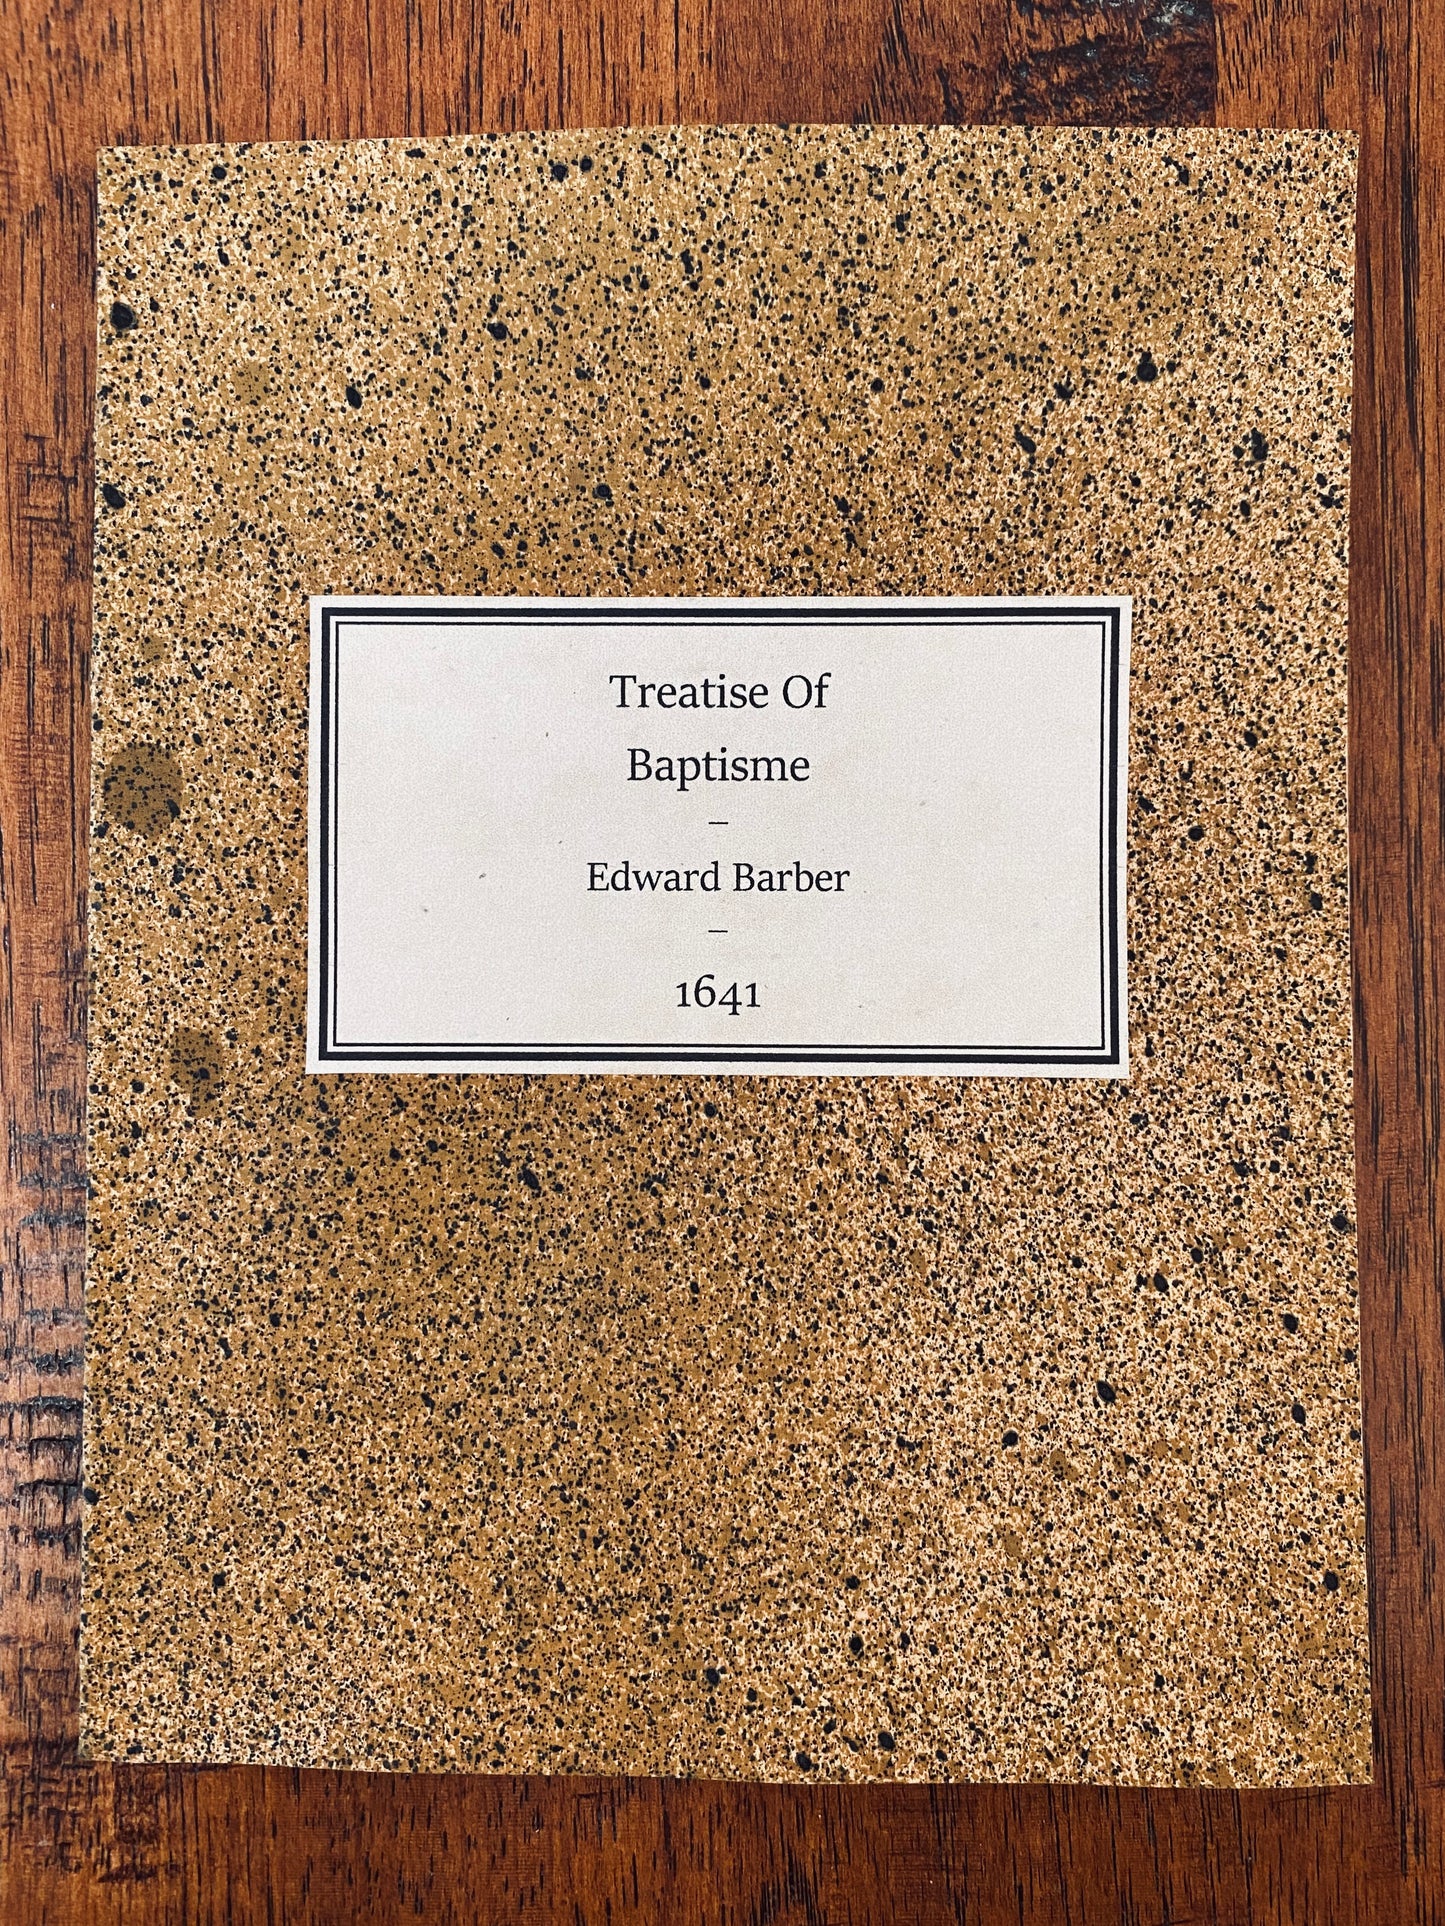 Treatise Of
Baptisme
–
Edward Barber
–
1641